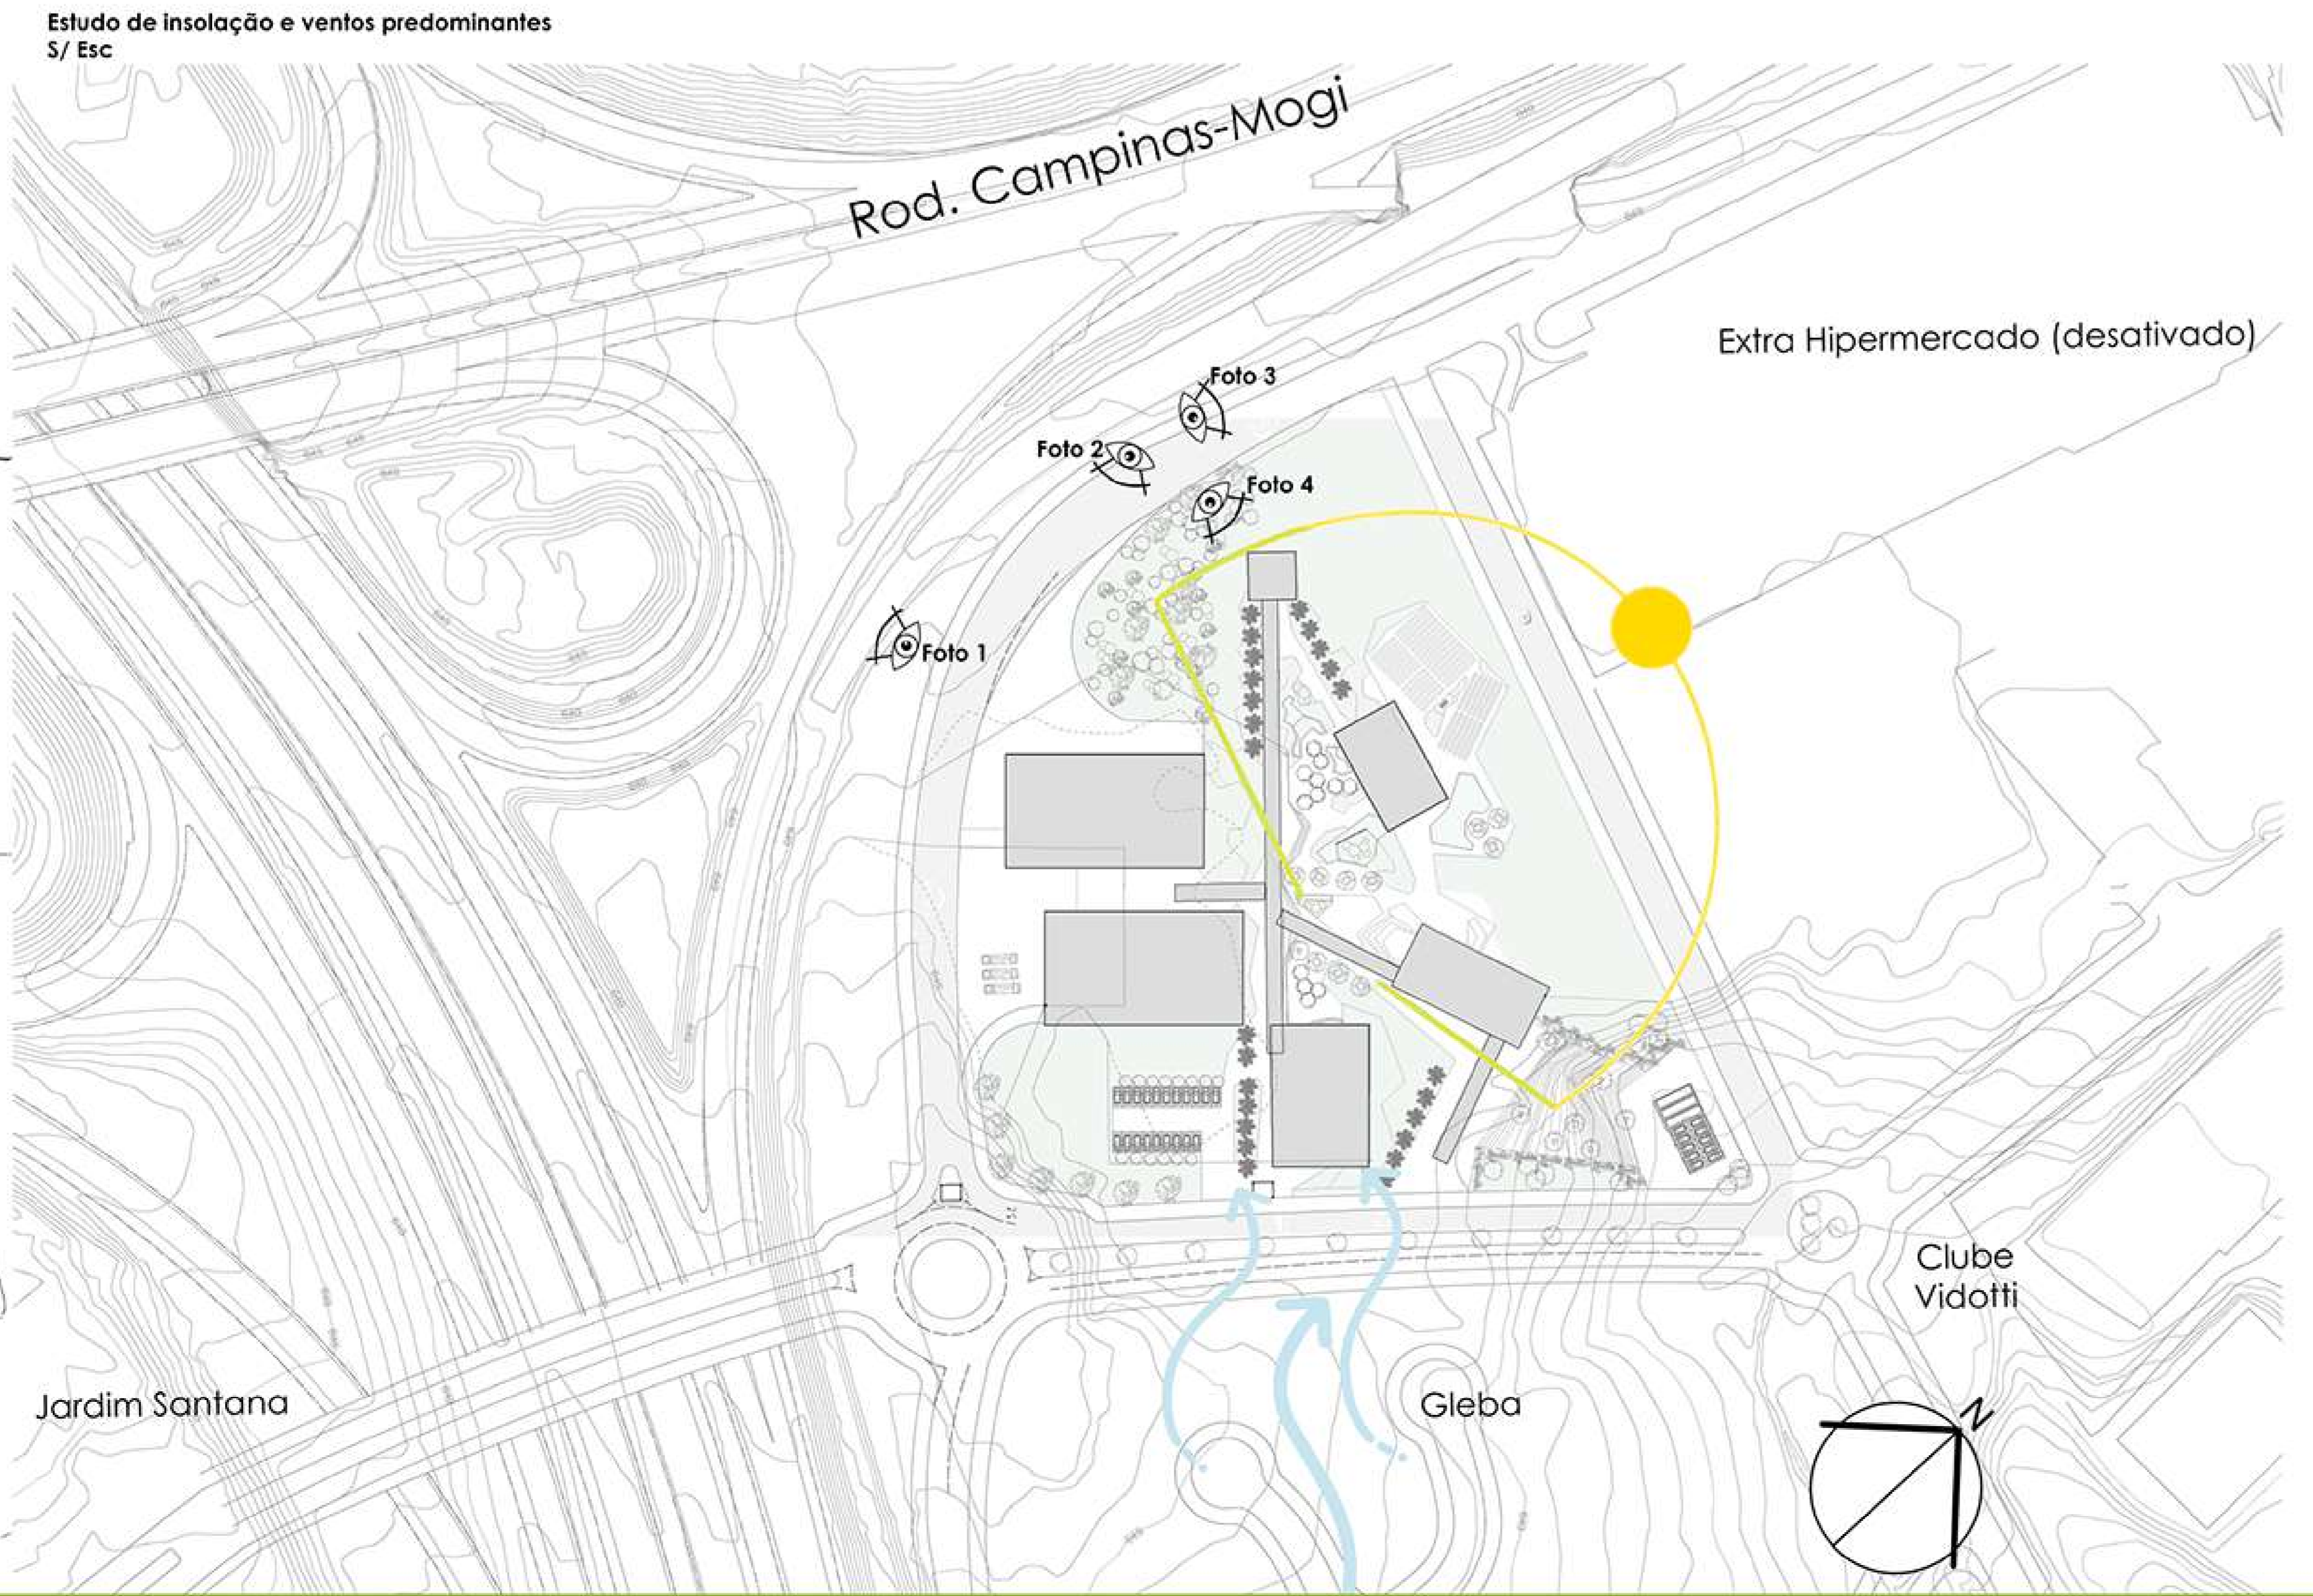 Estudo de insolação e ventos predominantes
S/ Esc
Rod. Campinas-Mogi
Extra Hipermercado (desativado)
Foto 3
Foto 2
Foto 4
Foto 1
Clube
Vidotti
Jardim Santana
Gleba
N